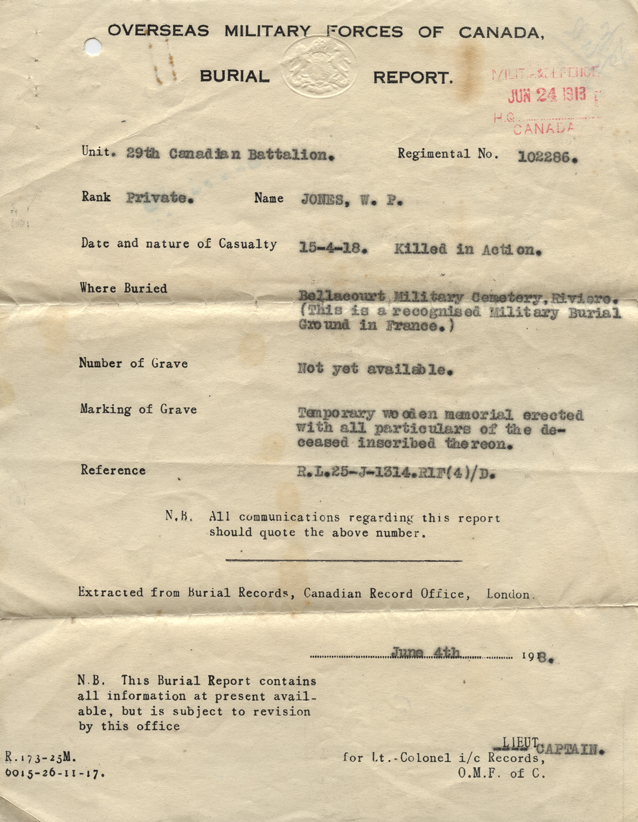 OVERSEAS MILITARY FORCES OF CANADA,
BURIAL REPORT.
JUN 24 1918
H.Q.
CANADA
Unit. 29th Canadian Battalion. Regimental No. 102286.
Rank Private. Name JONES, W. P.
Date and nature of Casualty 15-4-18. Killed in Action.
Where Buried Bellacourt Military Cemetery, Riviere.
(This is a recognised Military Burial
Ground in France.)
Number of Grave Not yet available.
Marking of Grave Temporary wooden memorial erected
with all particulars of the de-
ceased inscribed thereon.
Reference R.L.25-J-1314.R1F(4)/D.
N.B. All communications regarding this report
should quote the above number.
Extracted from Burial Records, Canadian Record Office, London.
June 4th 1918.
N.B. This Burial Report contains
all information at present avail-
able, but is subject to revision
by this office
LIEUT CAPTAIN.
for Lt.-Colonel i/c Records,
O.M.F. of C.
R.173-25M.
6015-26-11-17.